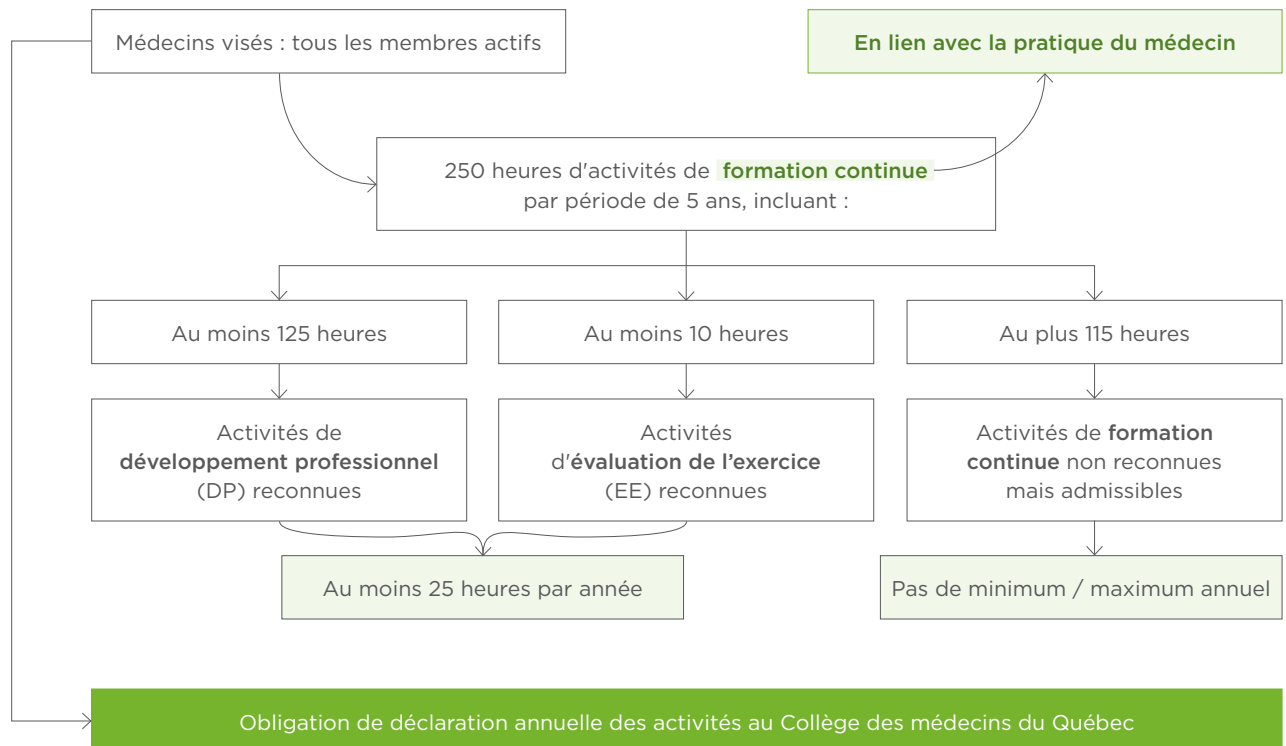 Médecins visés : tous les membres actifs
En lien avec la pratique du médecin
250 heures d'activités de formation continue
par période de 5 ans, incluant :
Au moins 125 heures
Au moins 10 heures
Au plus 115 heures
Activités de
développement professionnel
(DP) reconnues
Activités
d'évaluation de l’exercice
(EE) reconnues
Activités de formation
continue non reconnues
mais admissibles
Au moins 25 heures par année
Pas de minimum / maximum annuel
Obligation de déclaration annuelle des activités au Collège des médecins du Québec